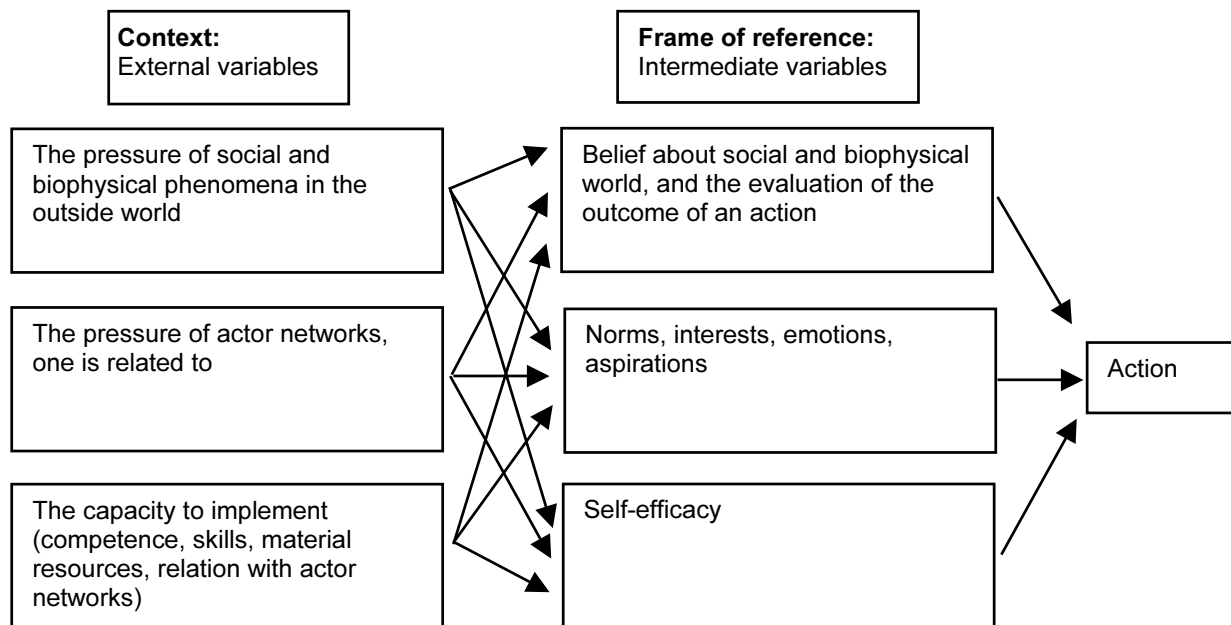 Context:
External variables
Frame of reference:
Intermediate variables
The pressure of social and
biophysical phenomena in the
outside world
Belief about social and biophysical
world, and the evaluation of the
outcome of an action
The pressure of actor networks,
one is related to
Norms, interests, emotions,
aspirations
Action
The capacity to implement
(competence, skills, material
resources, relation with actor
networks)
Self-efficacy